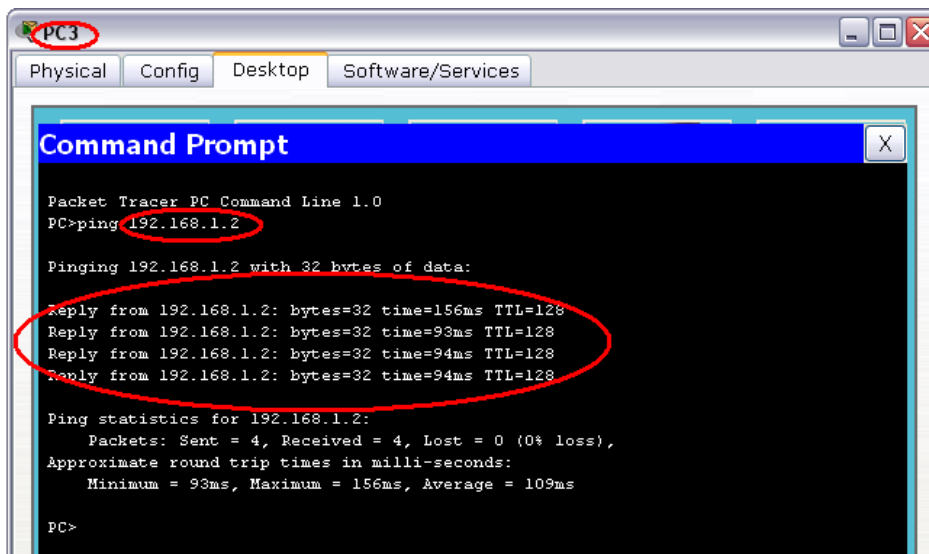 PC3
Physical Config Desktop Software/Services
Command Prompt X
Packet Tracer PC Command Line 1.0
PC>ping 192.168.1.2
Pinging 192.168.1.2 with 32 bytes of data:
Reply from 192.168.1.2: bytes=32 time=156ms TTL=128
Reply from 192.168.1.2: bytes=32 time=93ms TTL=128
Reply from 192.168.1.2: bytes=32 time=94ms TTL=128
Reply from 192.168.1.2: bytes=32 time=94ms TTL=128
Ping statistics for 192.168.1.2:
Packets: Sent = 4, Received = 4, Lost = 0 (0% loss),
Approximate round trip times in milli-seconds:
Minimum = 93ms, Maximum = 156ms, Average = 109ms
PC>